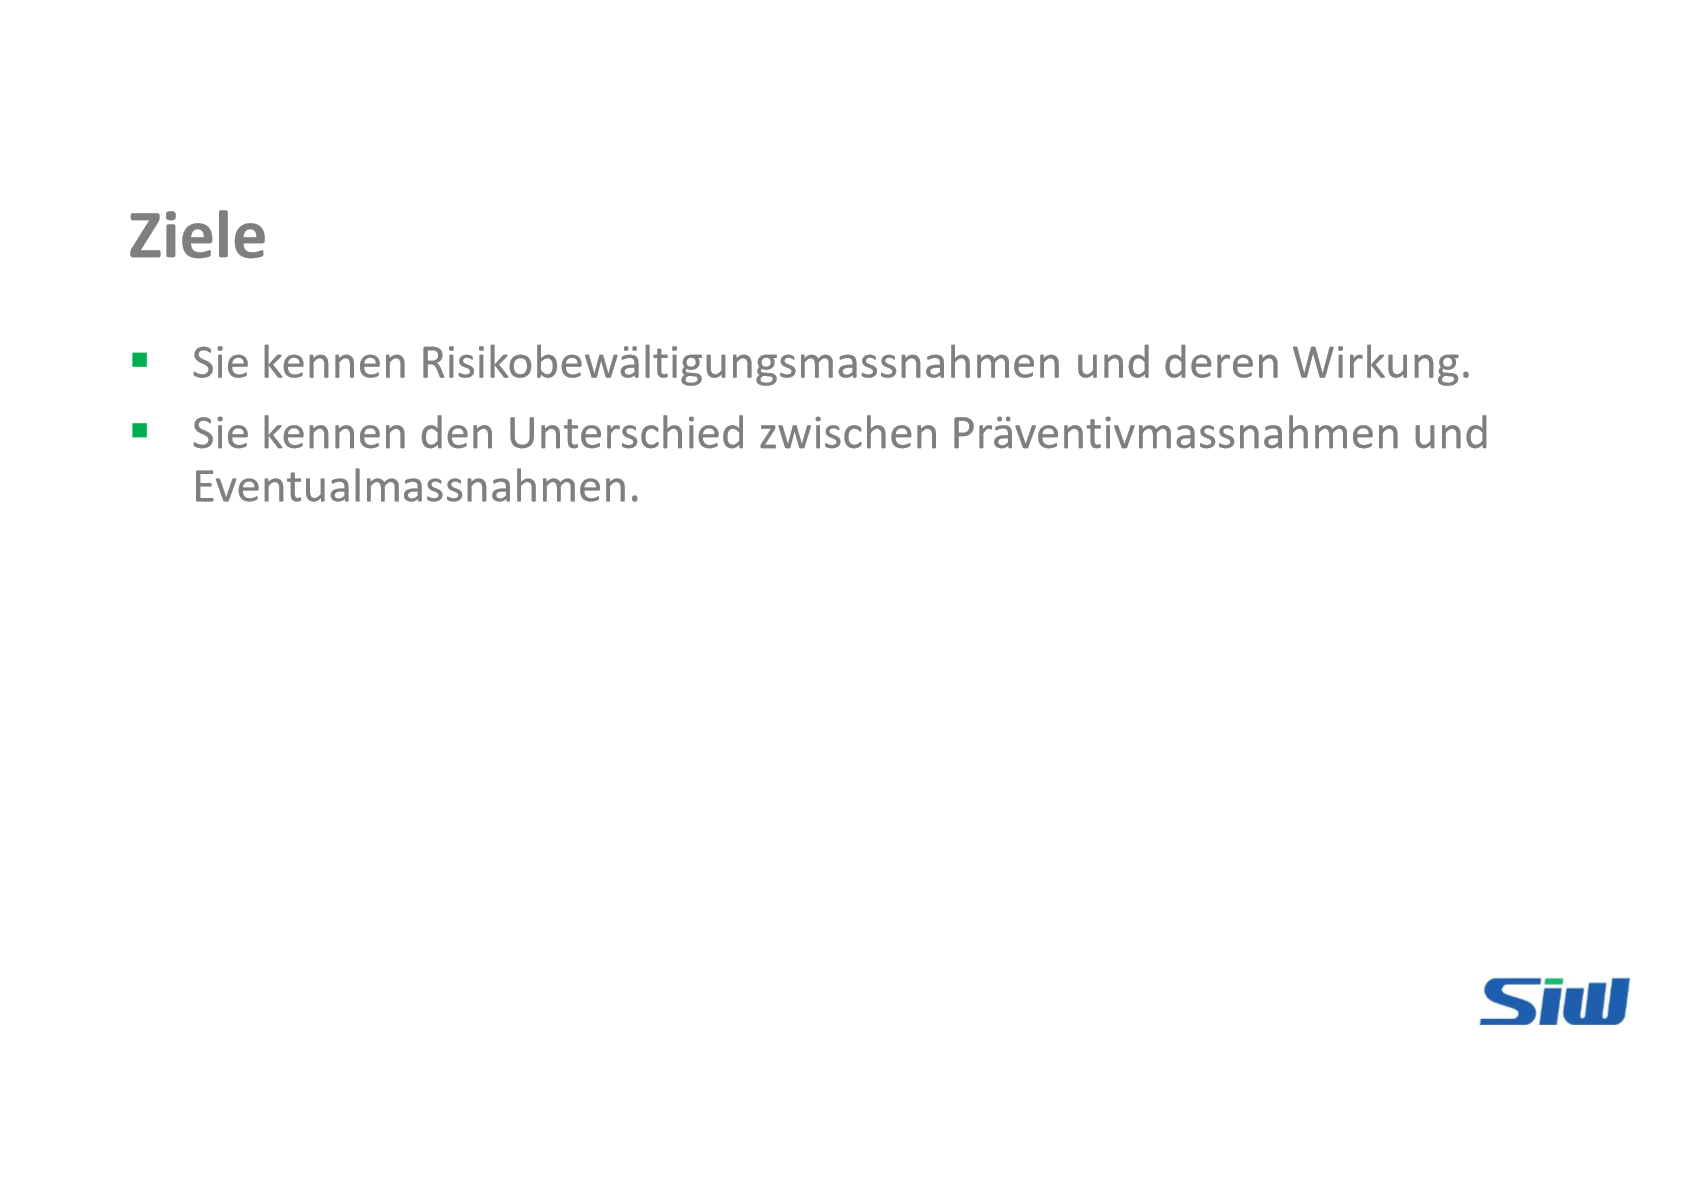 Ziele
▪ Sie kennen Risikobewältigungsmassnahmen und deren Wirkung.
▪ Sie kennen den Unterschied zwischen Präventivmassnahmen und
Eventualmassnahmen.
Siw